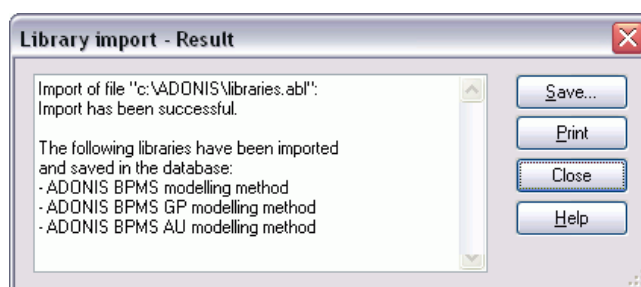 Library import - Result
Import of file "c:\ADONIS\libraries.abl":
Import has been successful.
The following libraries have been imported
and saved in the database:
- ADONIS BPMS modelling method
- ADONIS BPMS GP modelling method
- ADONIS BPMS AU modelling method
Save...
Print
Close
Help